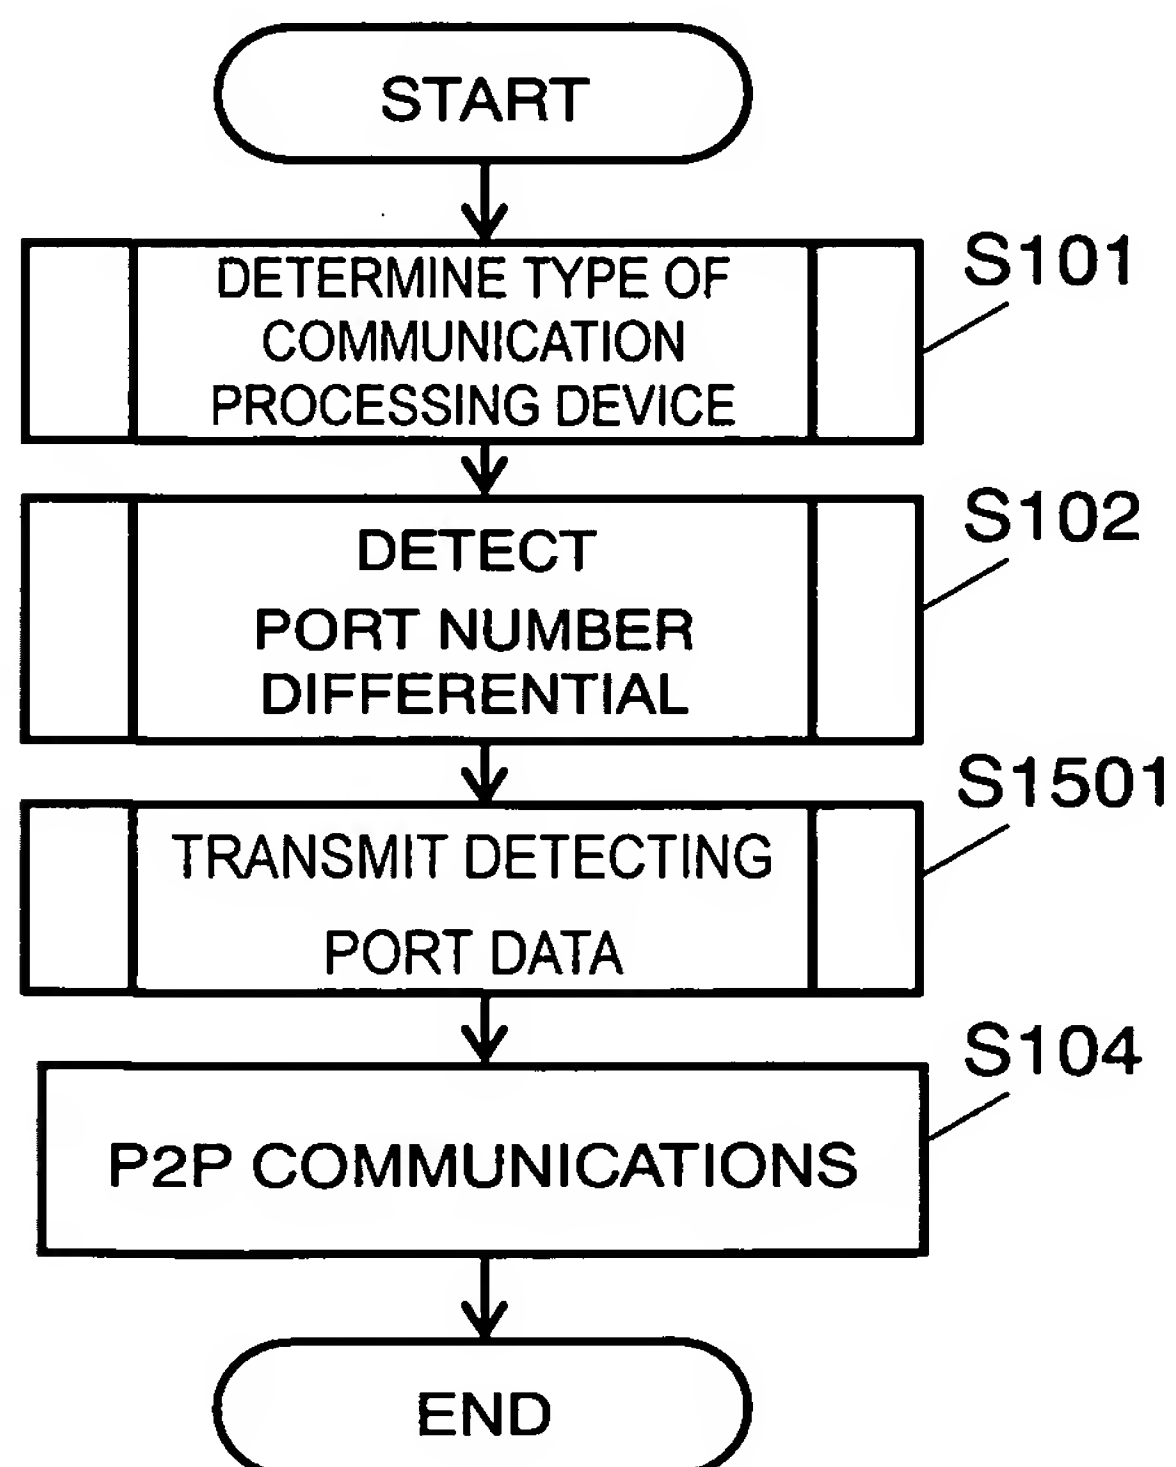 START
DETERMINE TYPE OF
COMMUNICATION
PROCESSING DEVICE
S101
DETECT
PORT NUMBER
DIFFERENTIAL
S102
TRANSMIT DETECTING
PORT DATA
S1501
P2P COMMUNICATIONS
S104
END